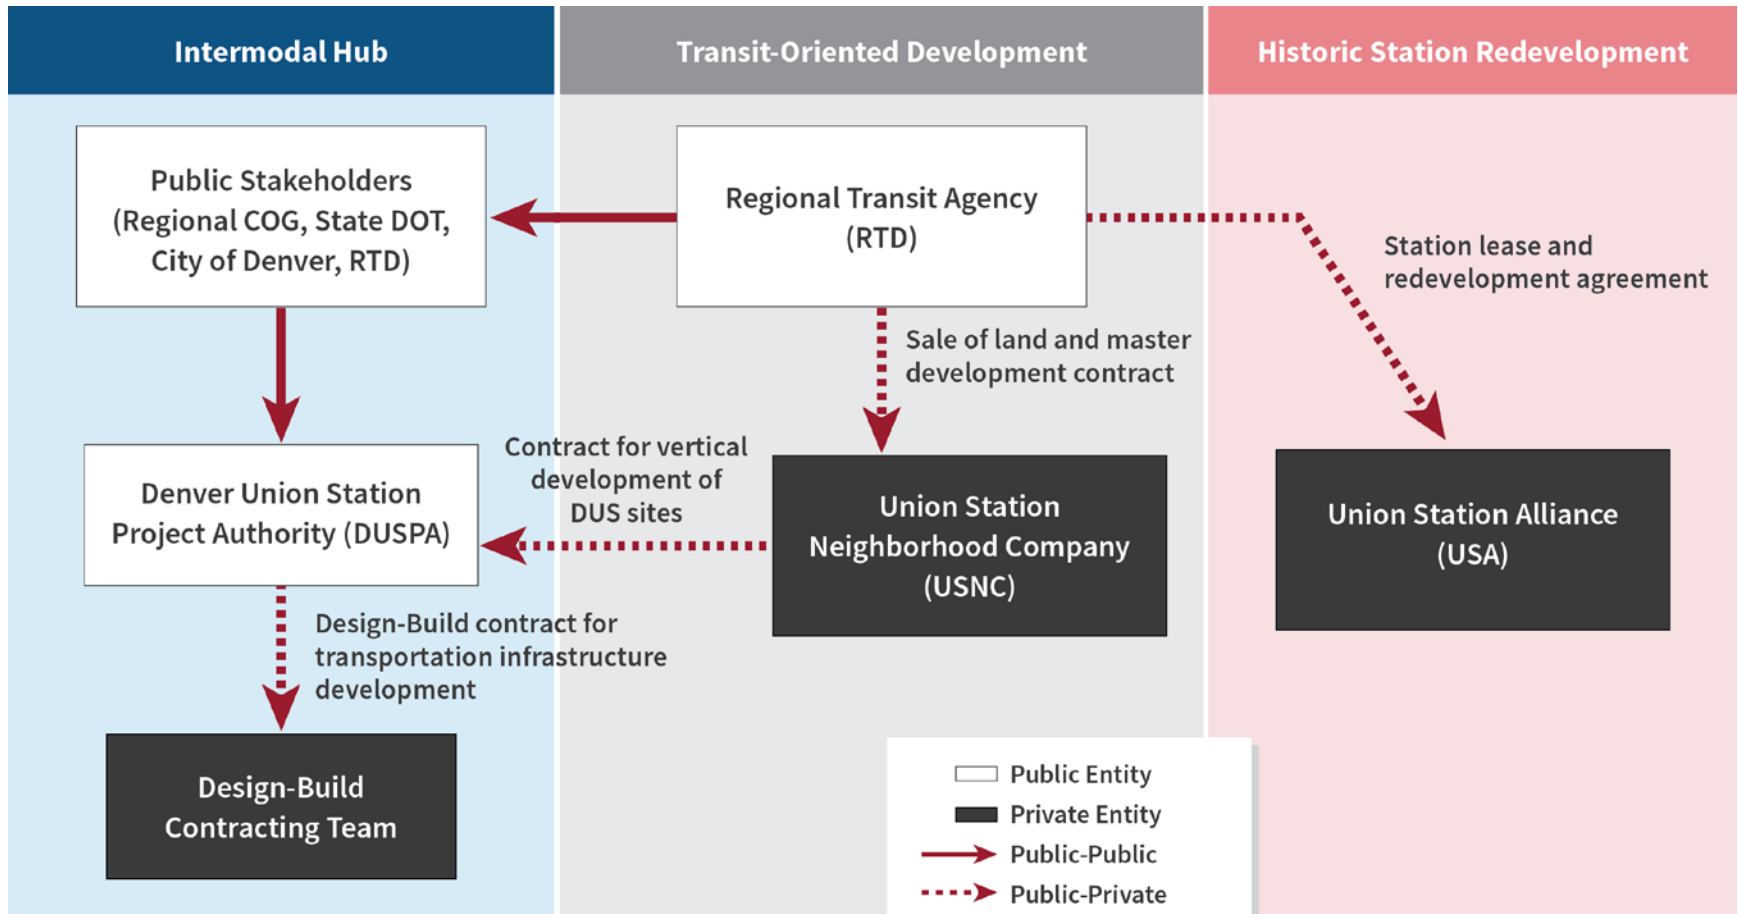 Intermodal Hub
Transit-Oriented Development
Historic Station Redevelopment
Public Stakeholders
(Regional COG, State DOT,
City of Denver, RTD)
Regional Transit Agency
(RTD)
Station lease and
redevelopment agreement
Sale of land and master
development contract
Contract for vertical
development of
DUS sites
Denver Union Station
Project Authority (DUSPA)
Union Station
Neighborhood Company
(USNC)
Union Station Alliance
(USA)
Design-Build contract for
transportation infrastructure
development
Design-Build
Contracting Team
Public Entity
Private Entity
Public-Public
Public-Private